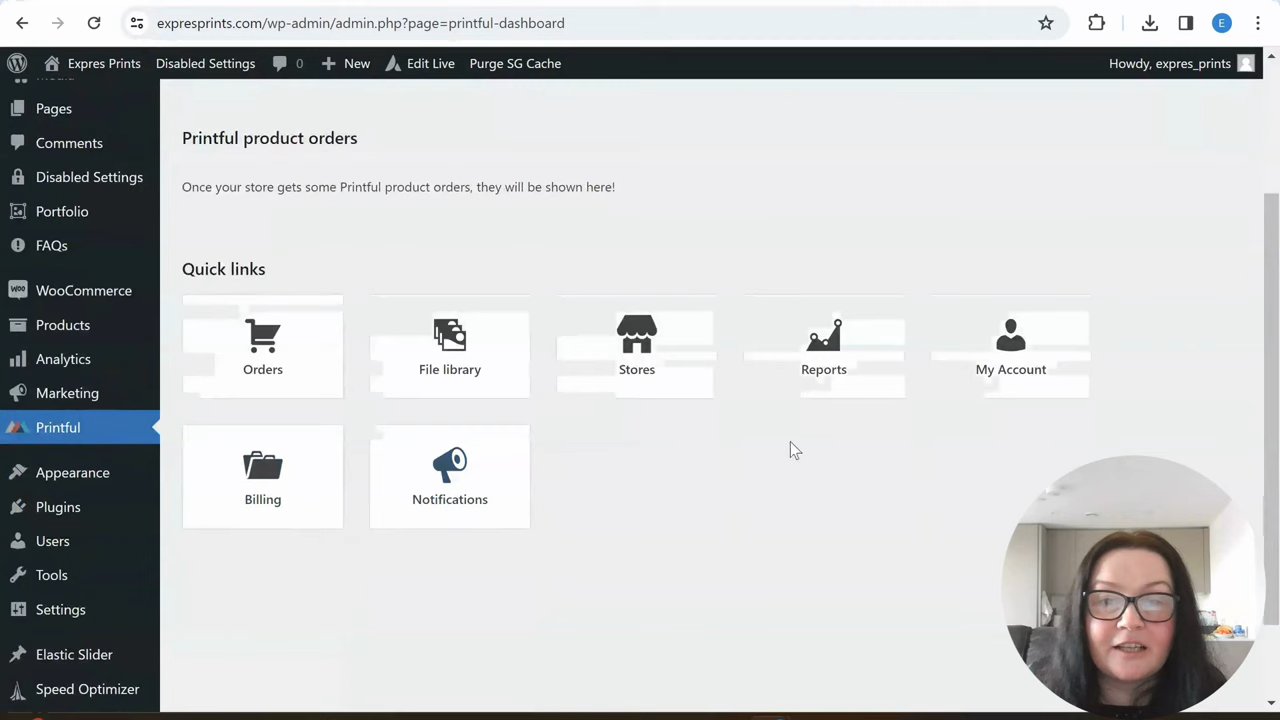 expresprints.com/wp-admin/admin.php?page=printful-dashboard
E
Expres Prints
Disabled Settings
0
New
Edit Live
Purge SG Cache
Howdy, expres_prints
Media
Pages
Comments
Disabled Settings
Portfolio
FAQs
WOO
WooCommerce
Products
Analytics
Marketing
Printful
Appearance
Plugins
Users
Tools
Settings
Elastic Slider
Speed Optimizer
Printful product orders
Once your store gets some Printful product orders, they will be shown here!
Quick links
Orders
File library
Stores
Reports
My Account
Billing
Notifications